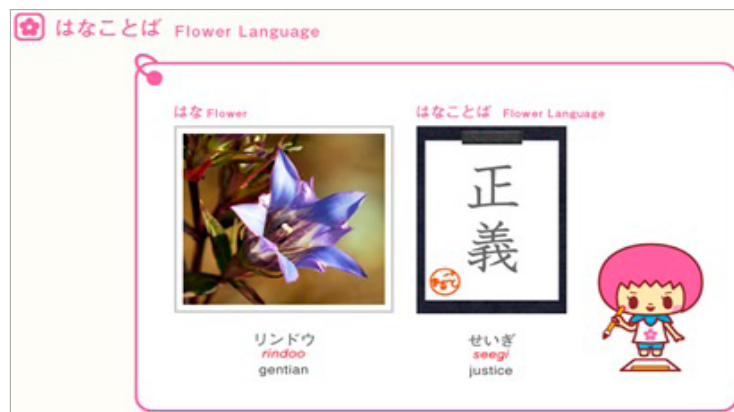 はなことば Flower Language
はな Flower
はなことば Flower Language
正義
リンドウ
rindoo
gentian
せいぎ
seegi
justice